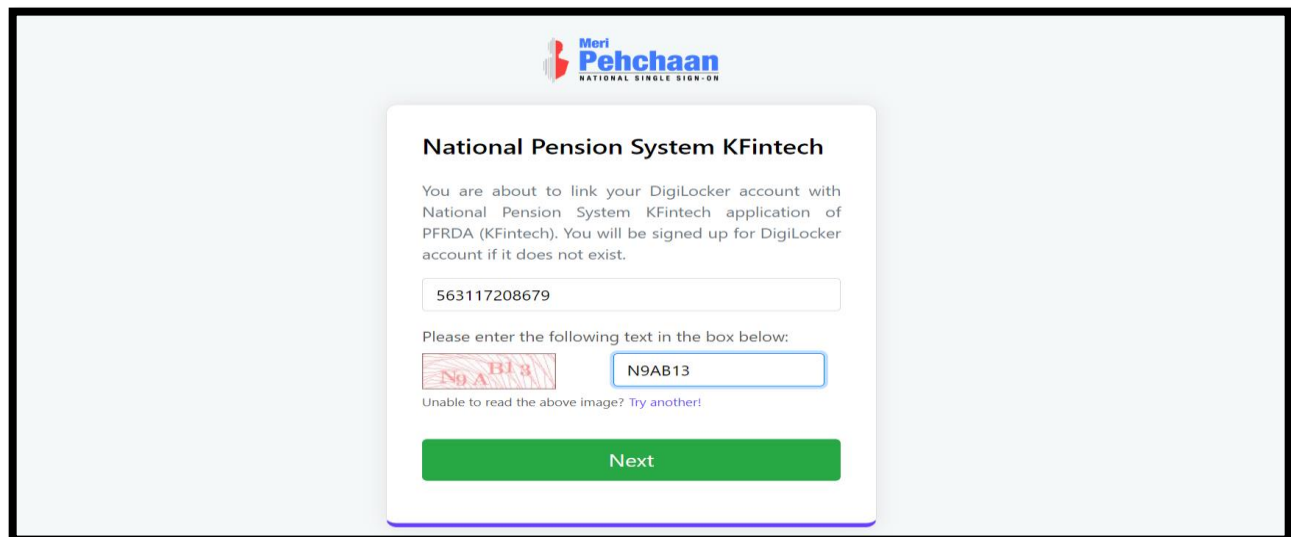 Meri
Pehchaan
NATIONAL SINGLE SIGN-ON
National Pension System KFintech
You are about to link your DigiLocker account with
National Pension System KFintech application of
PFRDA (KFintech). You will be signed up for DigiLocker
account if it does not exist.
563117208679
Please enter the following text in the box below:
N9AB13 N9AB13
Unable to read the above image? Try another!
Next